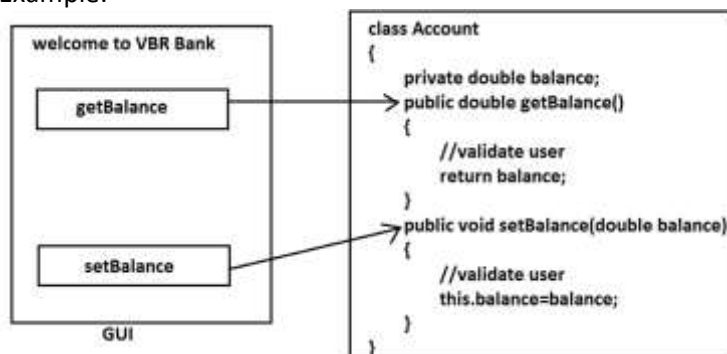 Example:
welcome to VBR Bank
getBalance
setBalance
GUI
class Account
{
private double balance;
public double getBalance()
{
//validate user
return balance;
}
public void setBalance(double balance)
{
//validate user
this.balance=balance;
}
}